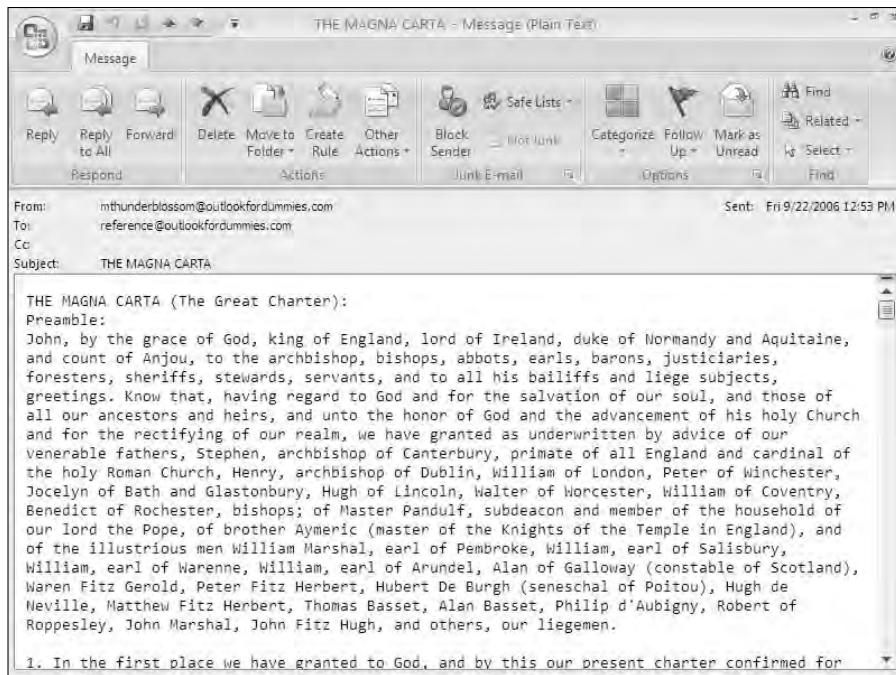 THE MAGNA CARTA - Message (Plain Text)
Message
Reply
Reply to All
Forward
Delete
Move to Folder
Create Rule
Other Actions
Block Sender
Safe Lists
Not Junk
Categorize
Follow Up
Mark as Unread
Find
Related
Select
Respond
Actions
Junk E-mail
Options
Find
From: mthunderblossom@outlookfordummies.com Sent: Fri 9/22/2006 12:53 PM
To: reference@outlookfordummies.com
Cc:
Subject: THE MAGNA CARTA
THE MAGNA CARTA (The Great Charter):
Preamble:
John, by the grace of God, king of England, lord of Ireland, duke of Normandy and Aquitaine,
and count of Anjou, to the archbishop, bishops, abbots, earls, barons, justiciaries,
foresters, sheriffs, stewards, servants, and to all his bailiffs and liege subjects,
greetings. Know that, having regard to God and for the salvation of our soul, and those of
all our ancestors and heirs, and unto the honor of God and the advancement of his holy Church
and for the rectifying of our realm, we have granted as underwritten by advice of our
venerable fathers, Stephen, archbishop of Canterbury, primate of all England and cardinal of
the holy Roman Church, Henry, archbishop of Dublin, William of London, Peter of Winchester,
Jocelyn of Bath and Glastonbury, Hugh of Lincoln, Walter of Worcester, William of Coventry,
Benedict of Rochester, bishops; of Master Pandulf, subdeacon and member of the household of
our lord the Pope, of brother Aymeric (master of the Knights of the Temple in England), and
of the illustrious men William Marshal, earl of Pembroke, William, earl of Salisbury,
William, earl of Warenne, William, earl of Arundel, Alan of Galloway (constable of Scotland),
Waren Fitz Gerold, Peter Fitz Herbert, Hubert De Burgh (seneschal of Poitou), Hugh de
Neville, Matthew Fitz Herbert, Thomas Basset, Alan Basset, Philip d'Aubigny, Robert of
Roppesley, John Marshal, John Fitz Hugh, and others, our liegemen.
1. In the first place we have granted to God, and by this our present charter confirmed for